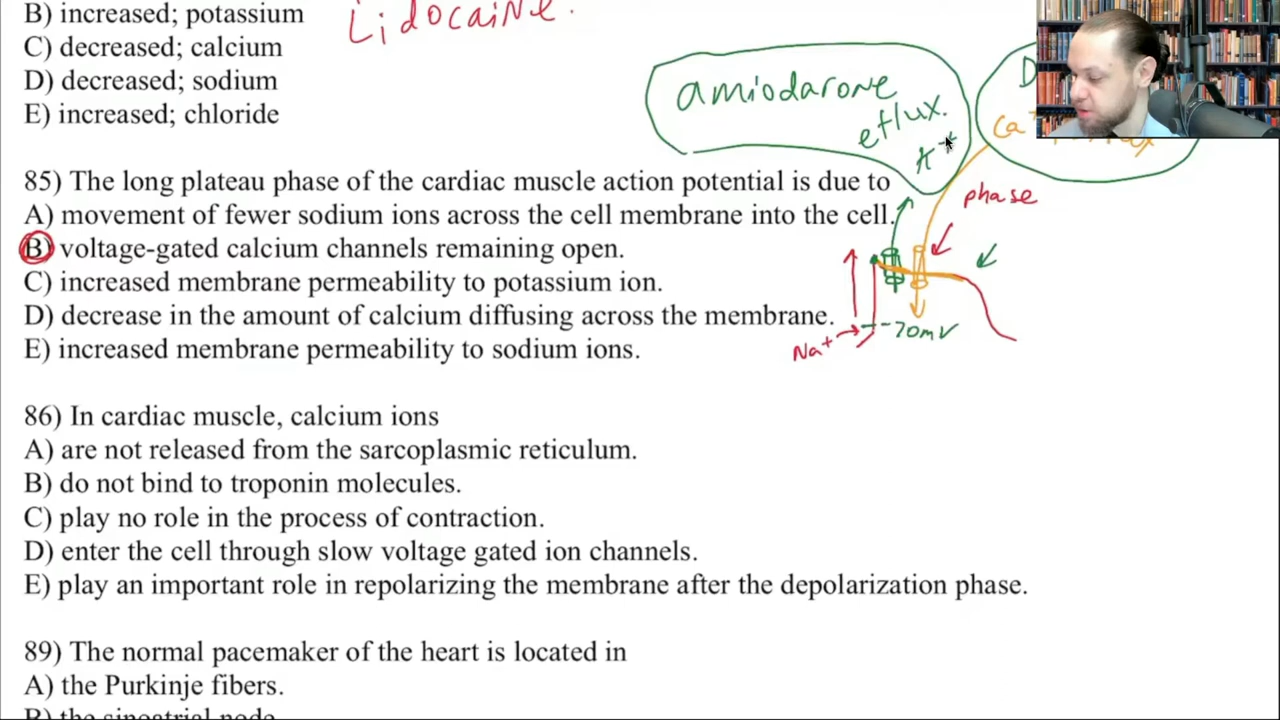 B) increased; potassium
Lidocaine.
C) decreased; calcium
D) decreased; sodium
E) increased; chloride
amiodarone
eflux.
K+
D
Ca+
85) The long plateau phase of the cardiac muscle action potential is due to
A) movement of fewer sodium ions across the cell membrane into the cell.
B) voltage-gated calcium channels remaining open.
C) increased membrane permeability to potassium ion.
D) decrease in the amount of calcium diffusing across the membrane.
E) increased membrane permeability to sodium ions.
phase
Na+
-70mV
86) In cardiac muscle, calcium ions
A) are not released from the sarcoplasmic reticulum.
B) do not bind to troponin molecules.
C) play no role in the process of contraction.
D) enter the cell through slow voltage gated ion channels.
E) play an important role in repolarizing the membrane after the depolarization phase.
89) The normal pacemaker of the heart is located in
A) the Purkinje fibers.
B) the sinoatrial node